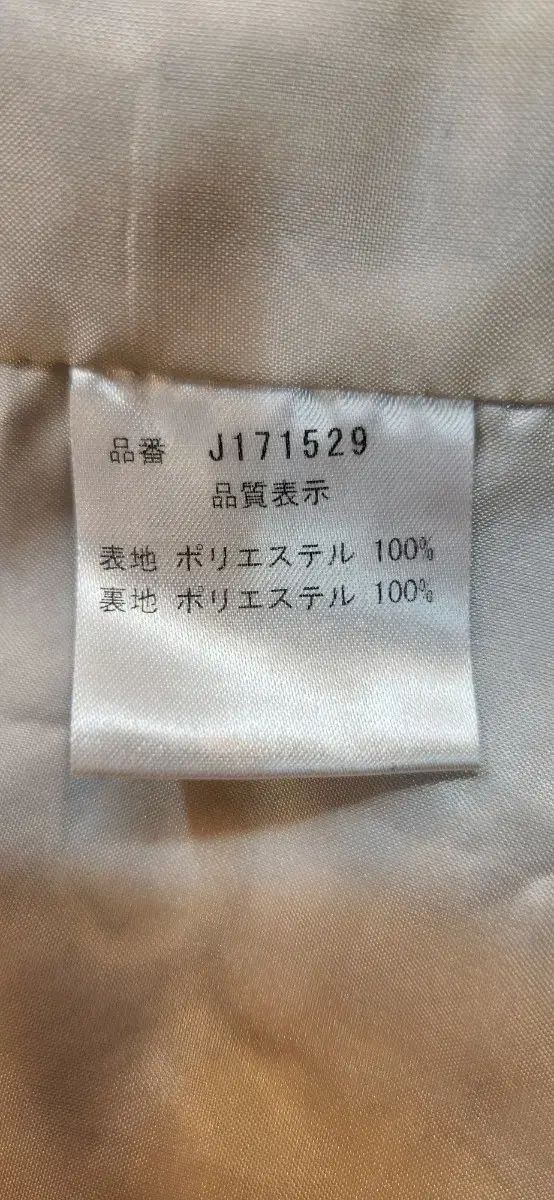 品番 J171529
品質表示
表地 ポリエステル 100%
裏地 ポリエステル 100%